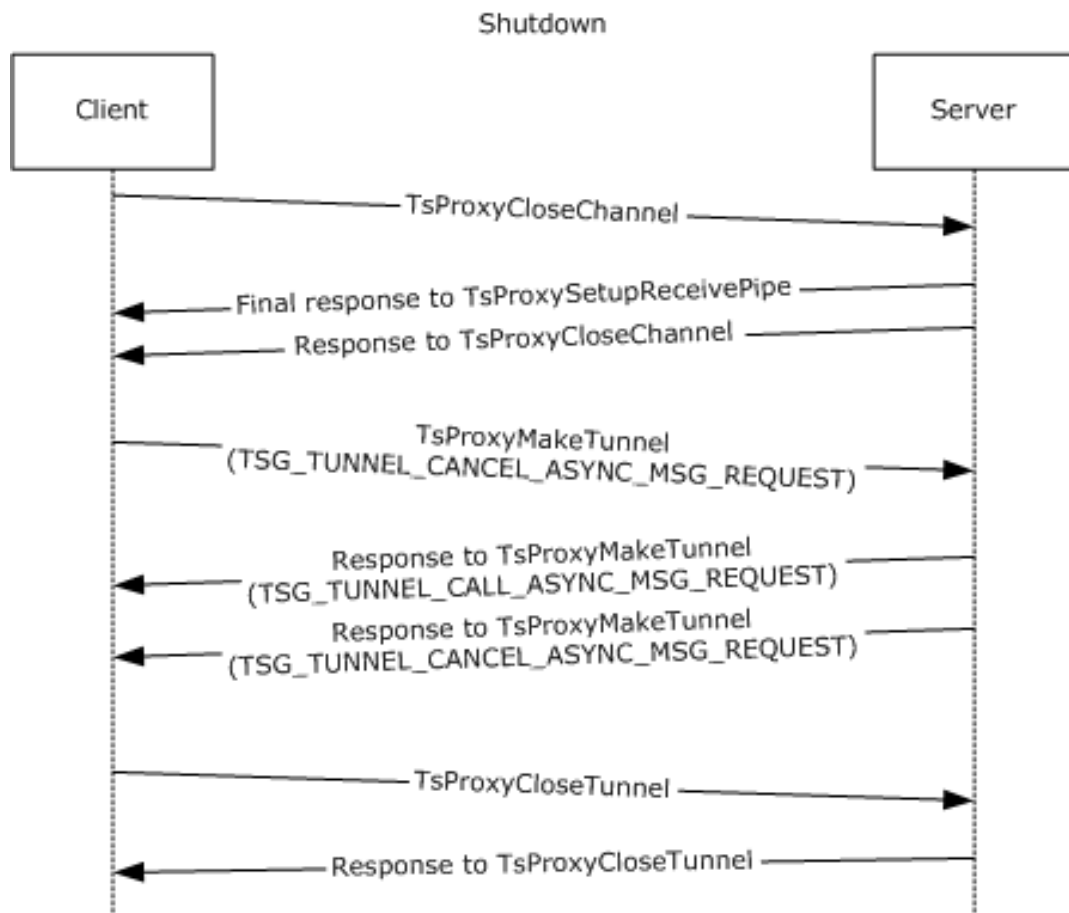 Shutdown
Client
Server
TsProxyCloseChannel
Final response to TsProxySetupReceivePipe
Response to TsProxyCloseChannel
TsProxyMakeTunnel
(TSG_TUNNEL_CANCEL_ASYNC_MSG_REQUEST)
Response to TsProxyMakeTunnel
(TSG_TUNNEL_CALL_ASYNC_MSG_REQUEST)
Response to TsProxyMakeTunnel
(TSG_TUNNEL_CANCEL_ASYNC_MSG_REQUEST)
TsProxyCloseTunnel
Response to TsProxyCloseTunnel